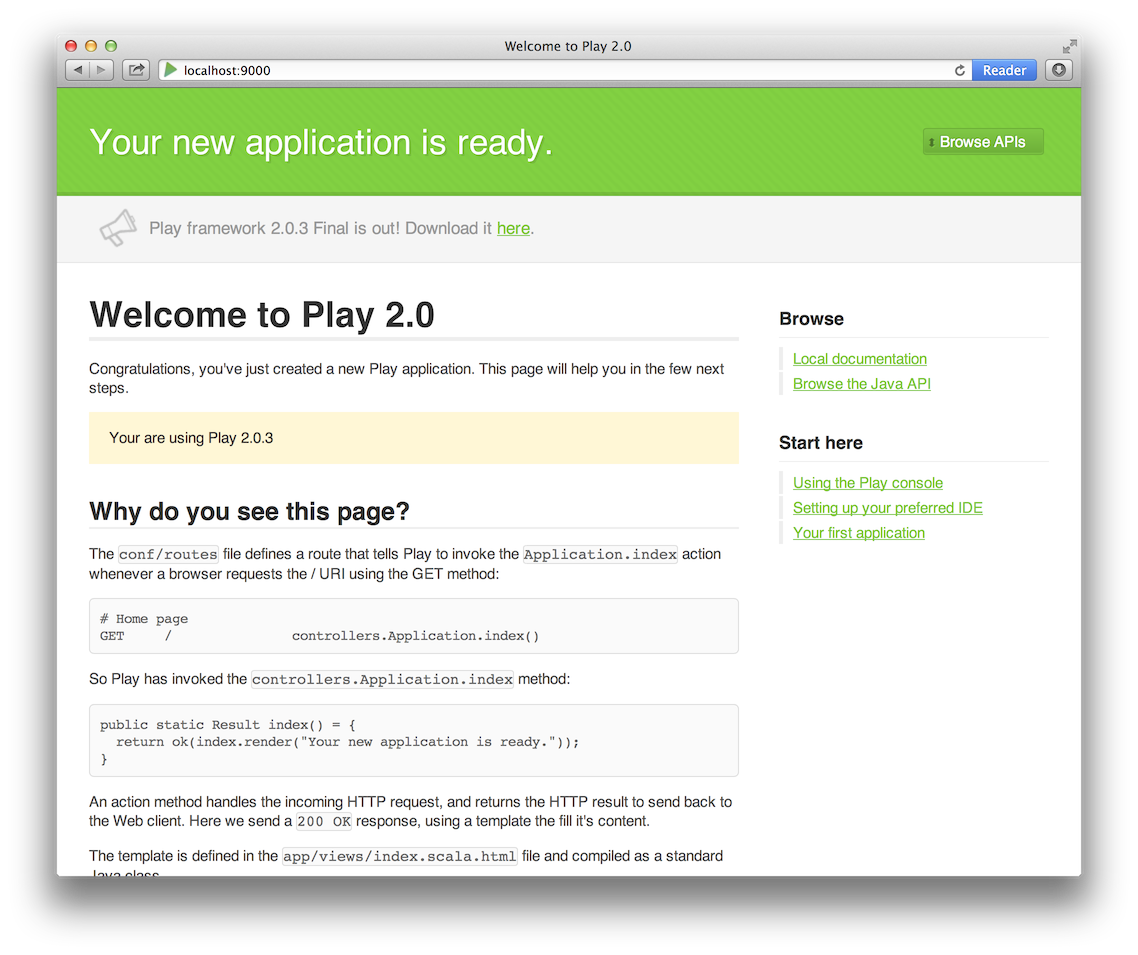 Welcome to Play 2.0
localhost:9000
Reader
Your new application is ready.
Browse APIs
Play framework 2.0.3 Final is out! Download it here.
Welcome to Play 2.0
Congratulations, you've just created a new Play application. This page will help you in the few next
steps.
Your are using Play 2.0.3
Why do you see this page?
The conf/routes file defines a route that tells Play to invoke the Application.index action
whenever a browser requests the / URI using the GET method:
# Home page
GET     /               controllers.Application.index()
So Play has invoked the controllers.Application.index method:
public static Result index() = {
  return ok(index.render("Your new application is ready."));
}
An action method handles the incoming HTTP request, and returns the HTTP result to send back to
the Web client. Here we send a 200 OK response, using a template the fill it's content.
The template is defined in the app/views/index.scala.html file and compiled as a standard
Java class.
Browse
Local documentation
Browse the Java API
Start here
Using the Play console
Setting up your preferred IDE
Your first application